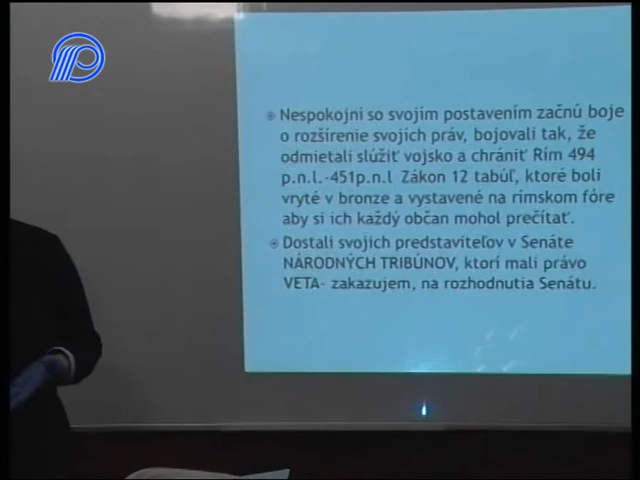 Nespokojní so svojím postavením začnú boje
o rozšírenie svojich práv, bojovali tak, že
odmietali slúžiť vojsko a chrániť Rím 494
p.n.l.-451p.n.l Zákon 12 tabúľ, ktoré boli
vryté v bronze a vystavené na rímskom fóre
aby si ich každý občan mohol prečítať.
Dostali svojich predstaviteľov v Senáte
NÁRODNÝCH TRIBÚNOV, ktorí mali právo
VETA- zakazujem, na rozhodnutia Senátu.